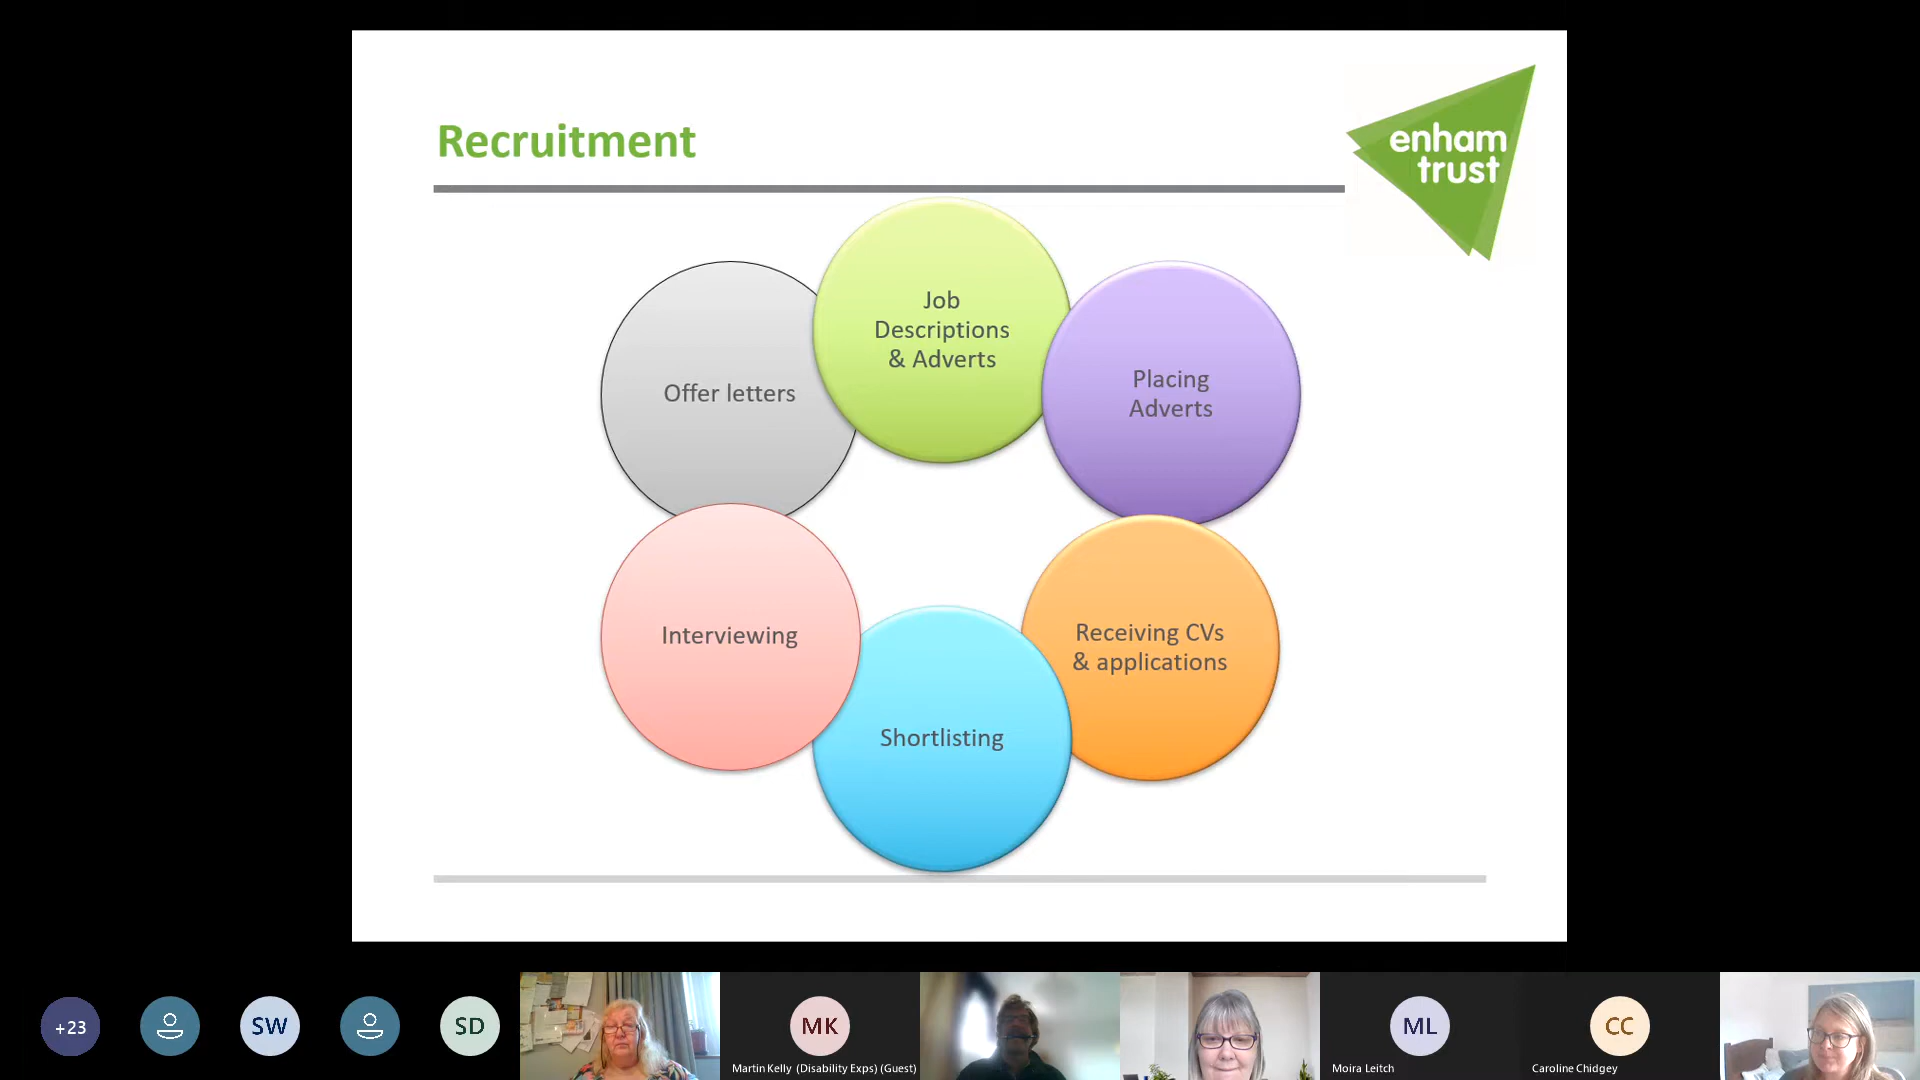 Recruitment
enham
trust
Job
Descriptions
& Adverts
Placing
Adverts
Receiving CVs
& applications
Shortlisting
Interviewing
Offer letters
+23
SW
SD
MK
Martin Kelly (Disability Exps) (Guest)
ML
Moira Leitch
CC
Caroline Chidgey